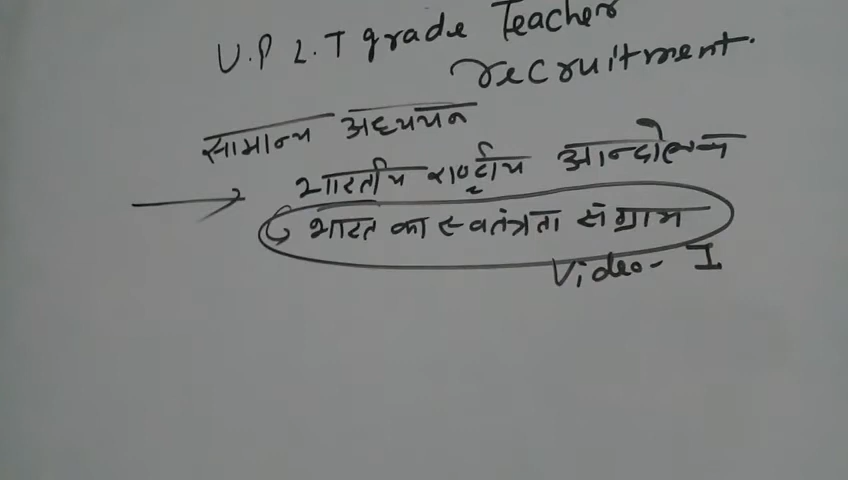 U.P L.T grade Teacher
recruitment.
सामान्य अध्ययन
भारतीय राष्ट्रीय आन्दोलन
भारत का स्वतंत्रता संग्राम
Video- I